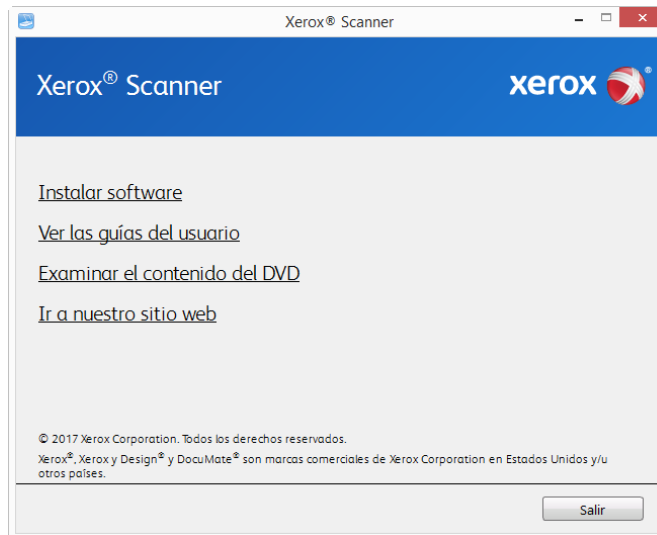 Xerox® Scanner
Xerox® Scanner
xerox ®
Instalar software
Ver las guías del usuario
Examinar el contenido del DVD
Ir a nuestro sitio web
© 2017 Xerox Corporation. Todos los derechos reservados.
Xerox®, Xerox y Design® y DocuMate® son marcas comerciales de Xerox Corporation en Estados Unidos y/u
otros países.
Salir